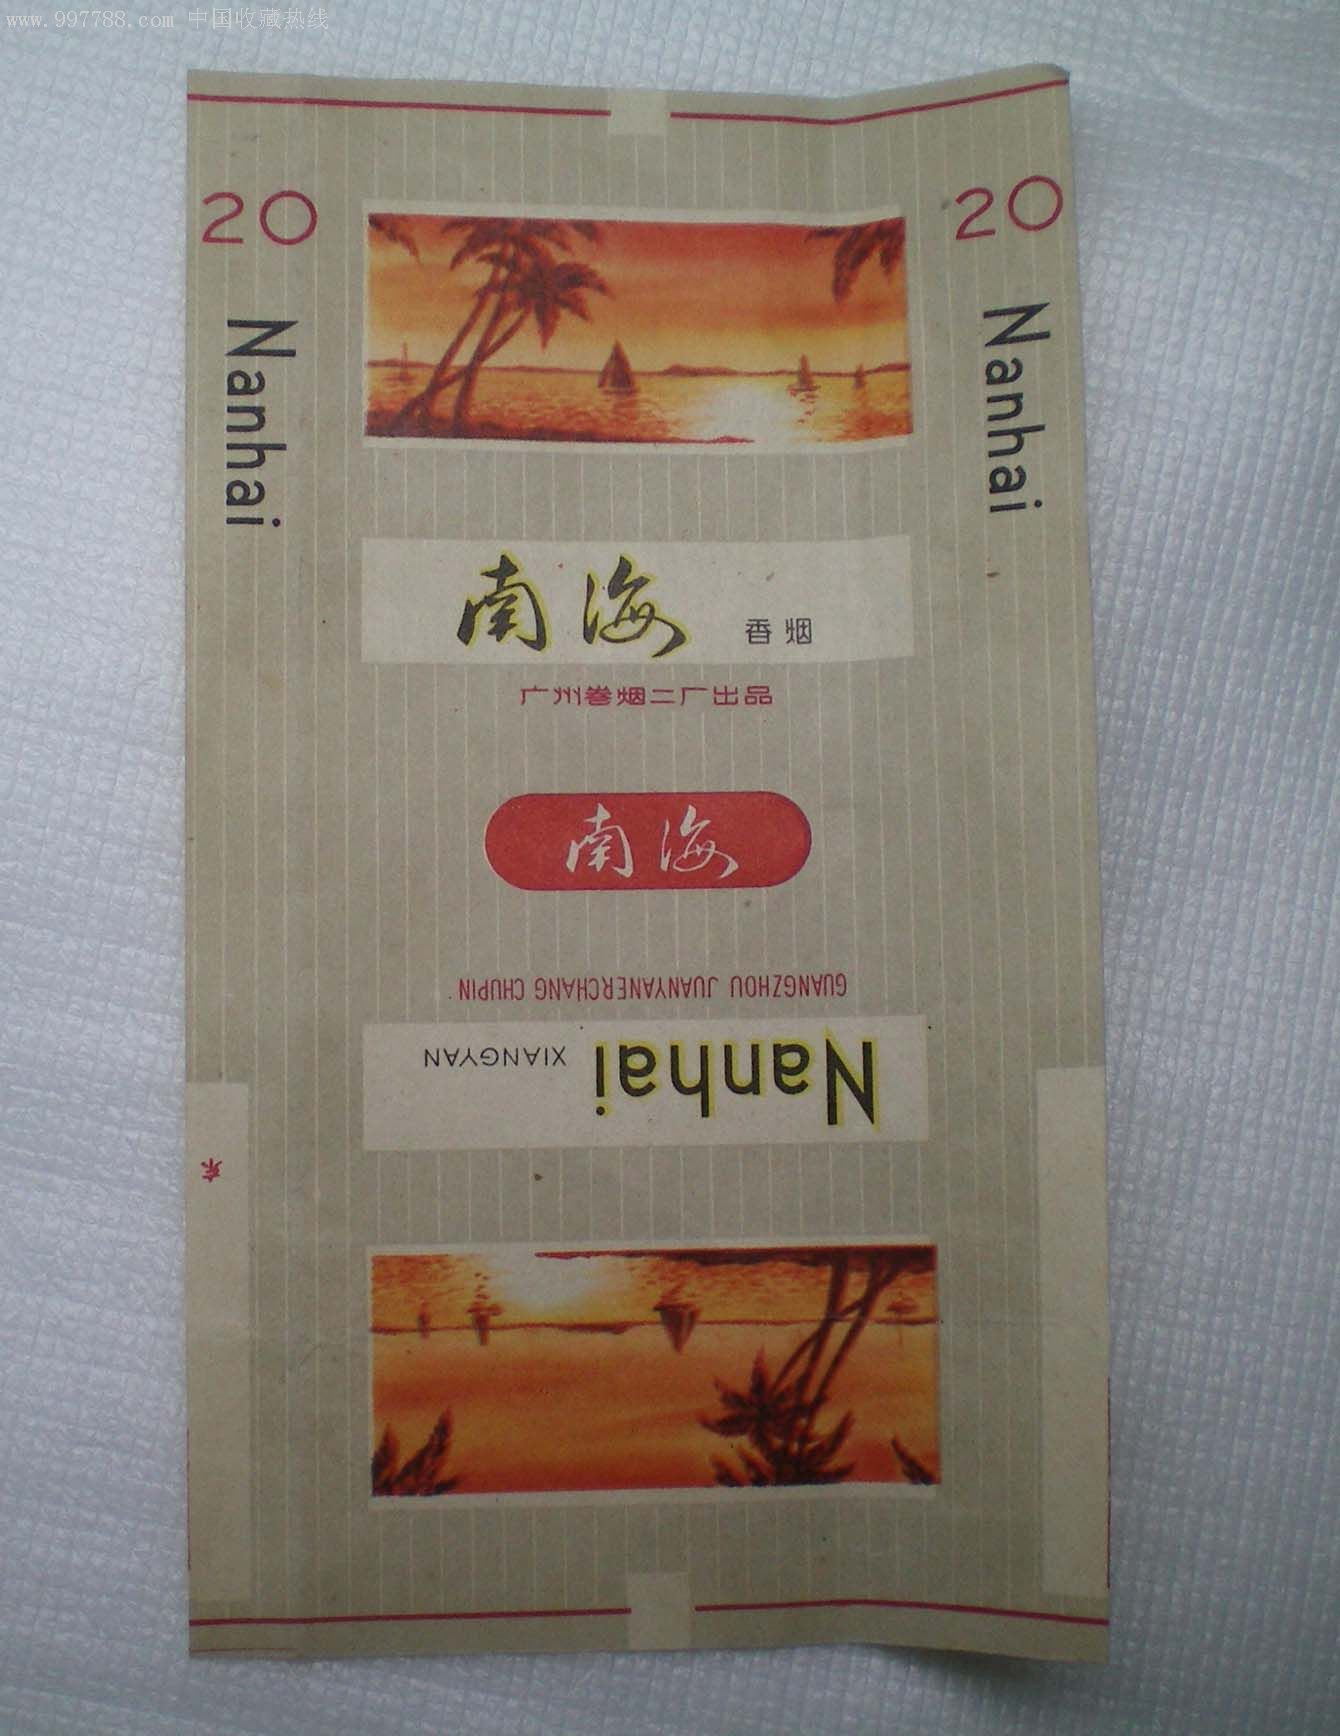 www.997788.com 中国收藏热线
20
20
Nanhai
Nanhai
南海 香烟
广州卷烟二厂出品
南海
GUANGZHOU JUANYANERCHANG CHUPIN
Nanhai XIANGYAN
东